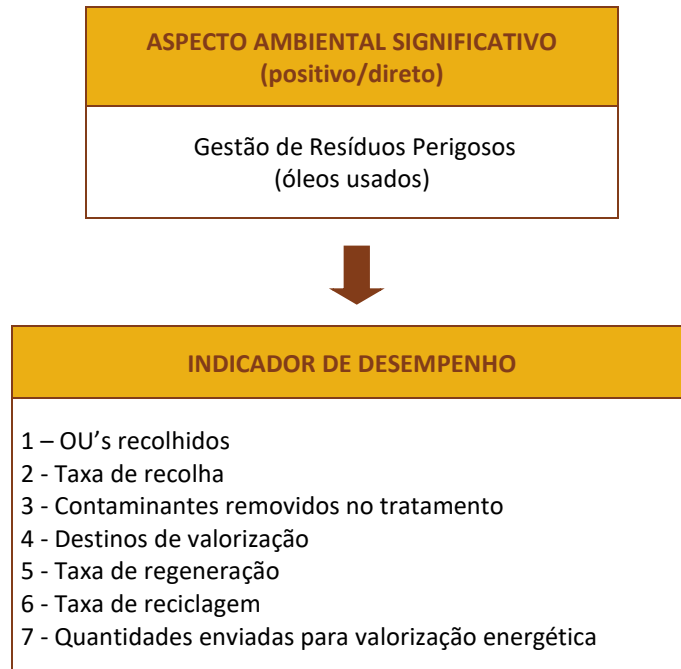 ASPECTO AMBIENTAL SIGNIFICATIVO
(positivo/direto)
Gestão de Resíduos Perigosos
(óleos usados)
INDICADOR DE DESEMPENHO
1 – OU’s recolhidos
2 - Taxa de recolha
3 - Contaminantes removidos no tratamento
4 - Destinos de valorização
5 - Taxa de regeneração
6 - Taxa de reciclagem
7 - Quantidades enviadas para valorização energética